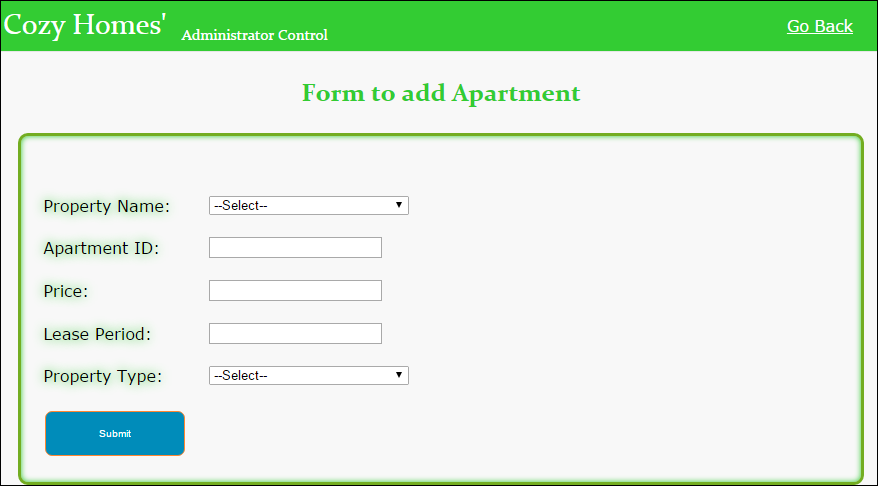 Cozy Homes' Administrator Control Go Back
Form to add Apartment
Property Name: --Select--
Apartment ID:
Price:
Lease Period:
Property Type: --Select--
Submit